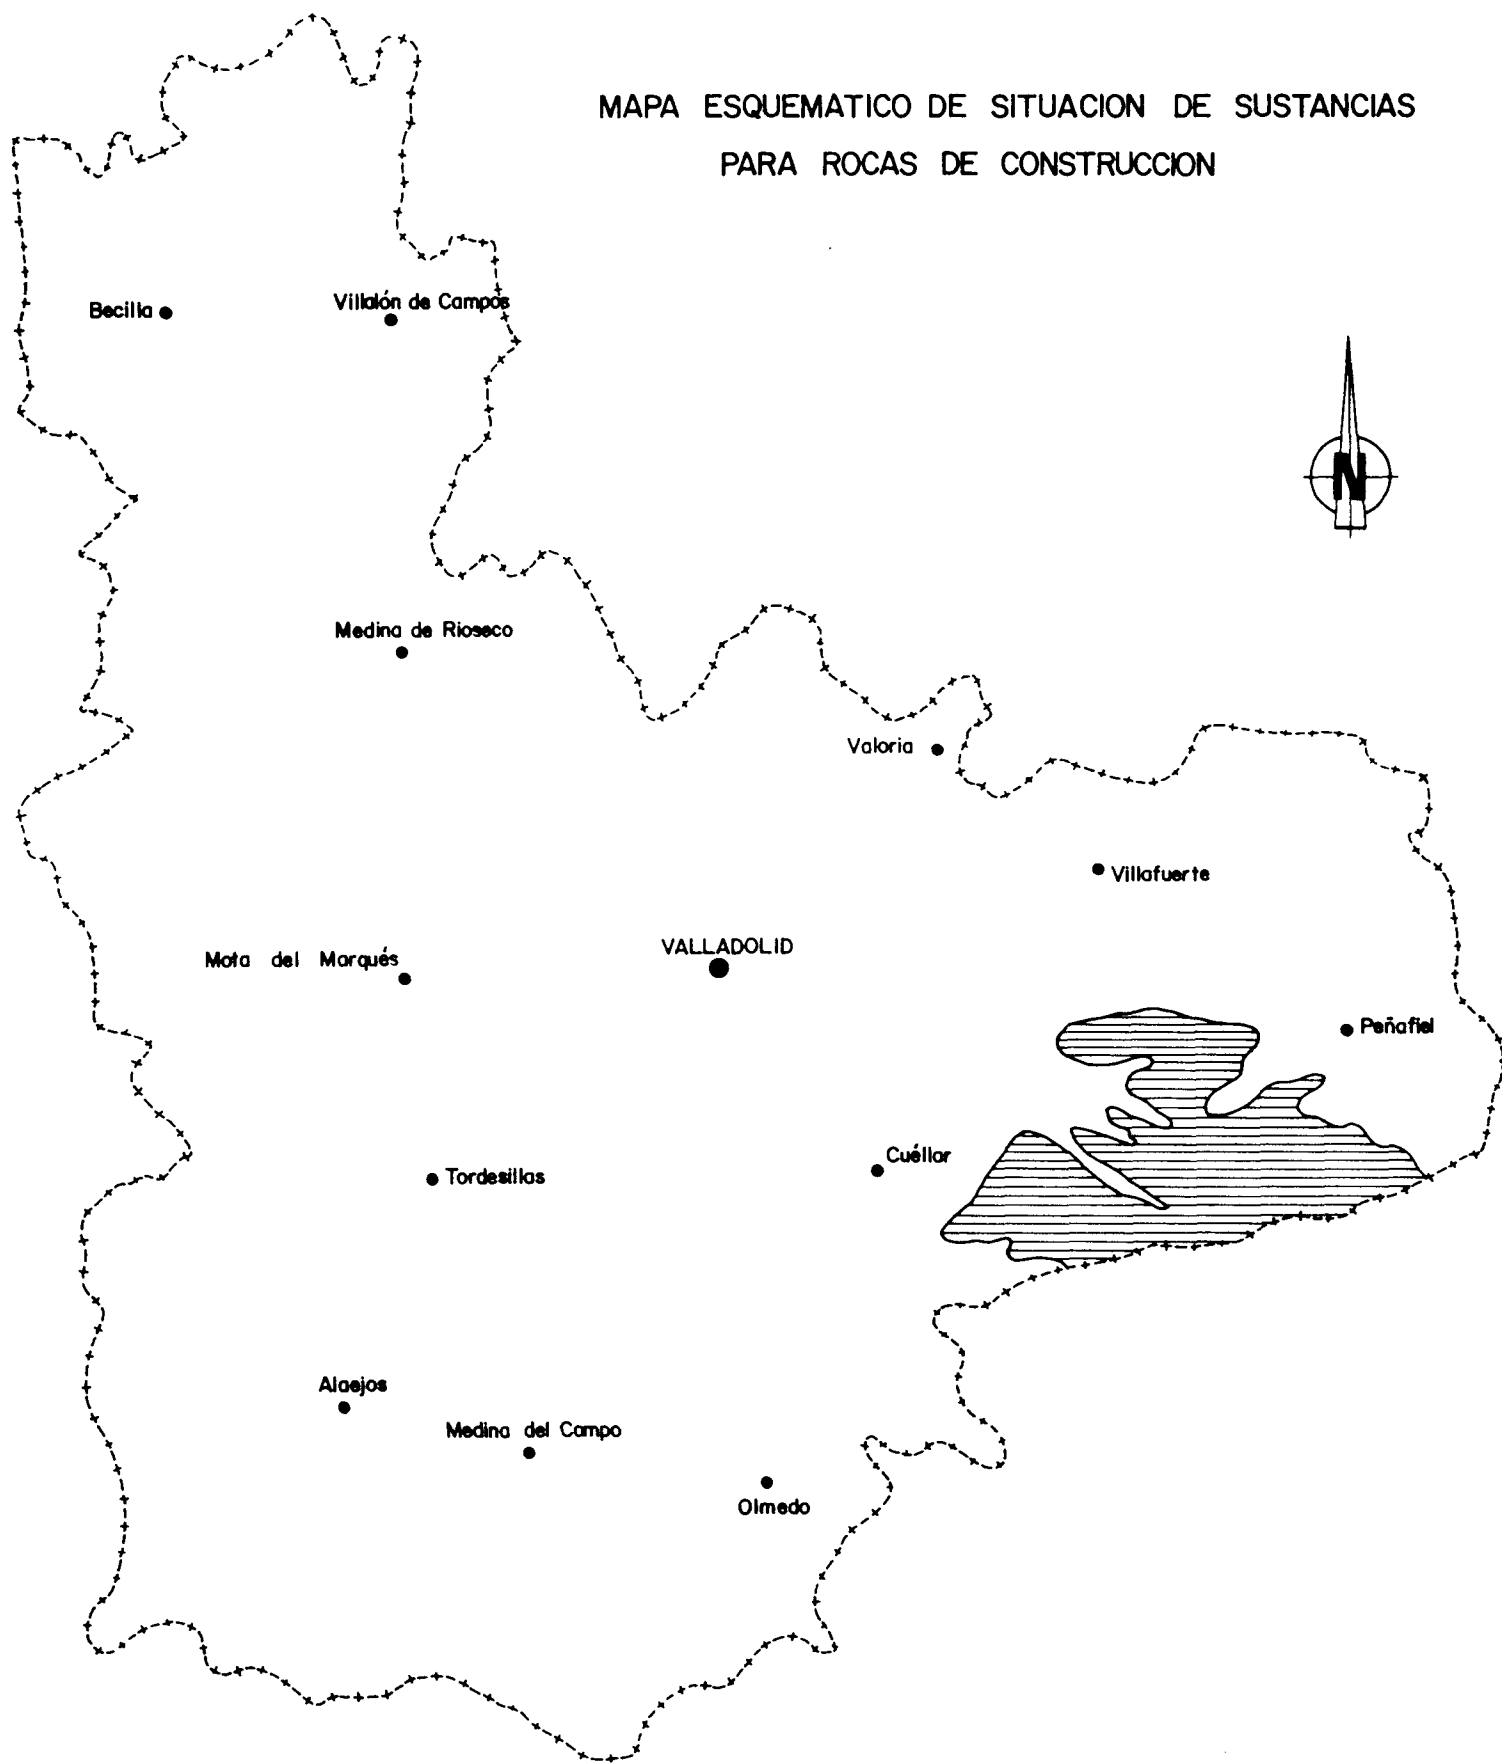 MAPA ESQUEMATICO DE SITUACION DE SUSTANCIAS
PARA ROCAS DE CONSTRUCCION
Becilla
Villalón de Campos
N
Medina de Rioseco
Valoria
Villafuerte
Mota del Marqués
VALLADOLID
Peñafiel
Cuéllar
Tordesillas
Alaejos
Medina del Campo
Olmedo